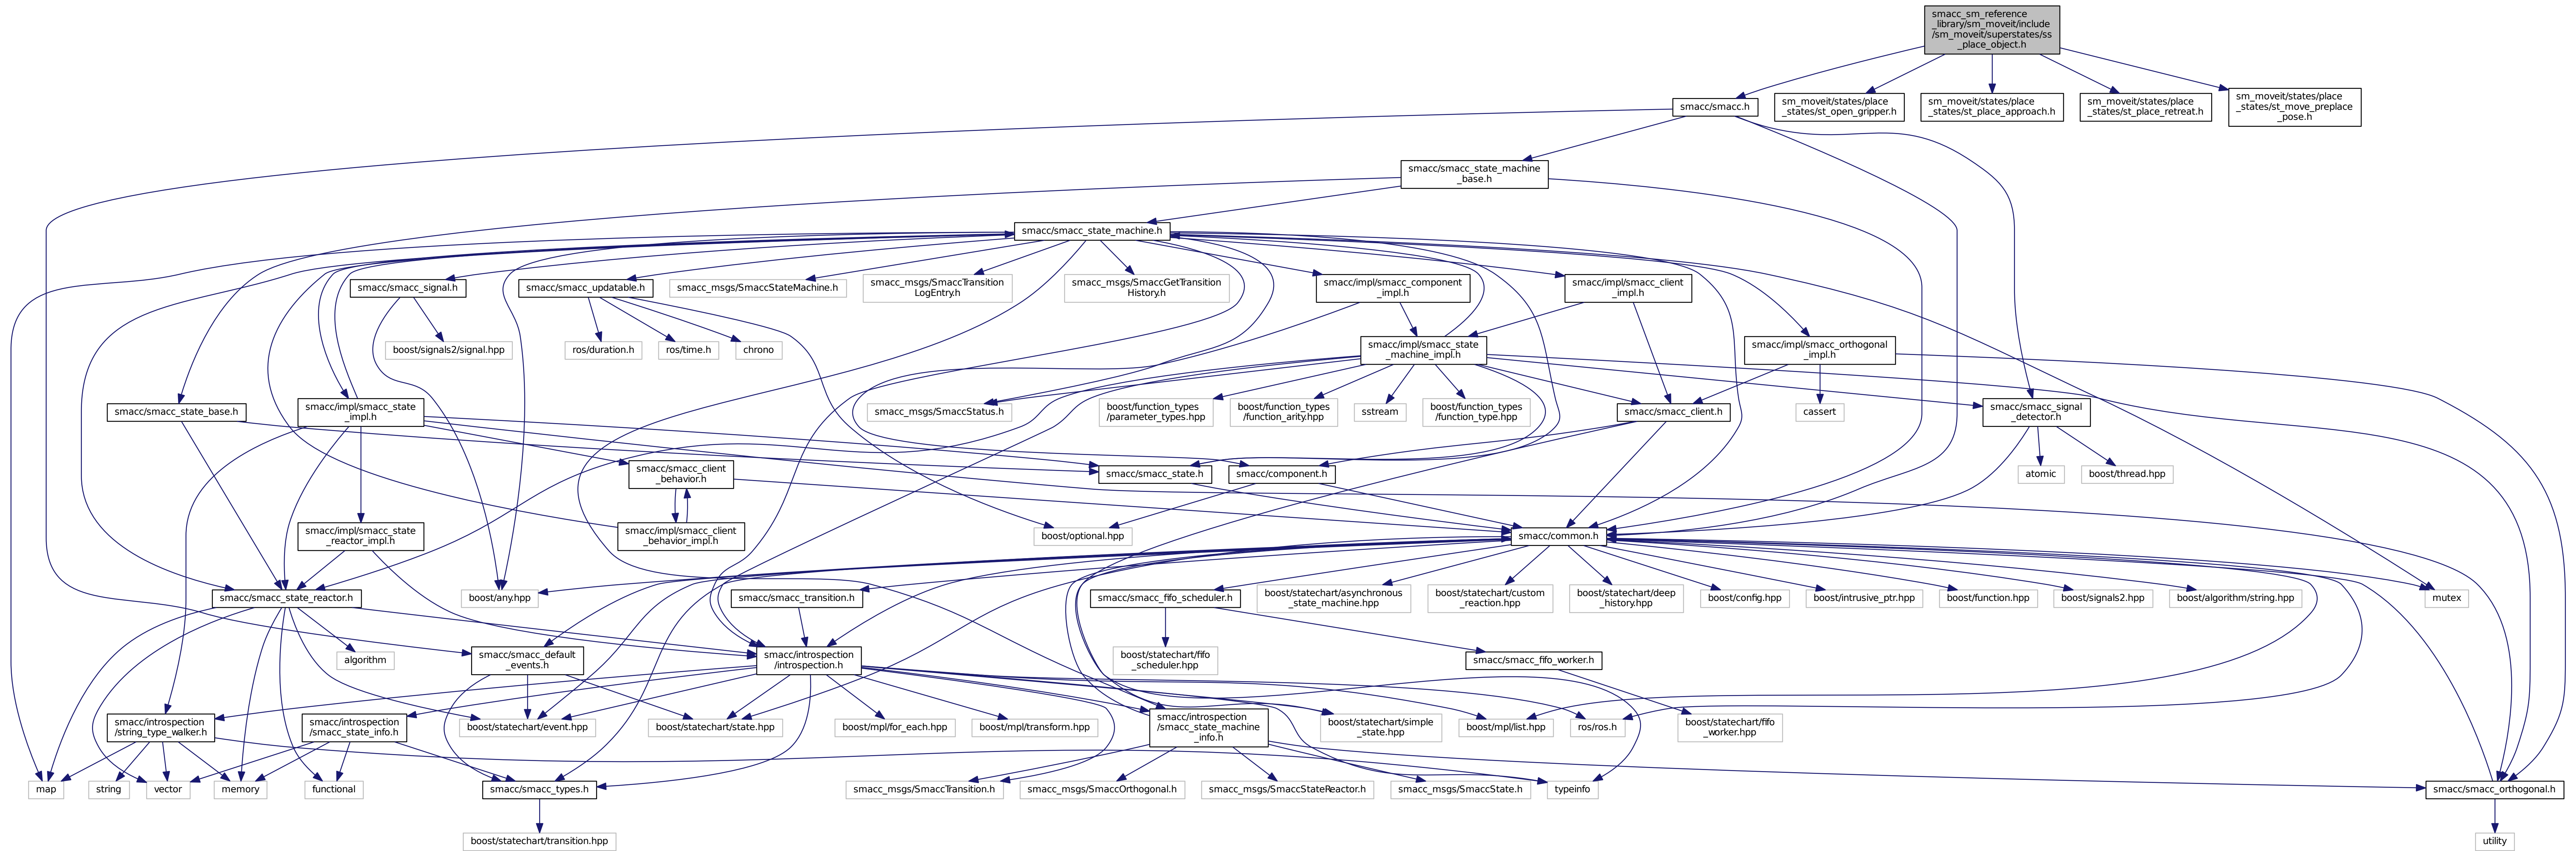 smacc_sm_reference
_library/sm_moveit/include
/sm_moveit/superstates/ss
_place_object.h
smacc/smacc.h
sm_moveit/states/place
_states/st_open_gripper.h
sm_moveit/states/place
_states/st_place_approach.h
sm_moveit/states/place
_states/st_place_retreat.h
sm_moveit/states/place
_states/st_move_preplace
_pose.h
smacc/smacc_state_machine
_base.h
smacc/smacc_state_machine.h
smacc/smacc_signal.h
smacc/smacc_updatable.h
smacc_msgs/SmaccStateMachine.h
smacc_msgs/SmaccTransition
LogEntry.h
smacc_msgs/SmaccGetTransition
History.h
smacc/impl/smacc_component
_impl.h
smacc/impl/smacc_client
_impl.h
boost/signals2/signal.hpp
ros/duration.h
ros/time.h
chrono
smacc/impl/smacc_state
_machine_impl.h
smacc/impl/smacc_orthogonal
_impl.h
smacc/smacc_state_base.h
smacc/impl/smacc_state
_impl.h
smacc_msgs/SmaccStatus.h
boost/function_types
/parameter_types.hpp
boost/function_types
/function_arity.hpp
sstream
boost/function_types
/function_type.hpp
smacc/smacc_client.h
cassert
smacc/smacc_signal
_detector.h
smacc/smacc_client
_behavior.h
smacc/smacc_state.h
smacc/component.h
atomic
boost/thread.hpp
smacc/impl/smacc_state
_reactor_impl.h
smacc/impl/smacc_client
_behavior_impl.h
boost/optional.hpp
smacc/common.h
smacc/smacc_state_reactor.h
boost/any.hpp
smacc/smacc_transition.h
smacc/smacc_fifo_scheduler.h
boost/statechart/asynchronous
_state_machine.hpp
boost/statechart/custom
_reaction.hpp
boost/statechart/deep
_history.hpp
boost/config.hpp
boost/intrusive_ptr.hpp
boost/function.hpp
boost/signals2.hpp
boost/algorithm/string.hpp
mutex
algorithm
smacc/smacc_default
_events.h
smacc/introspection
/introspection.h
boost/statechart/fifo
_scheduler.hpp
smacc/smacc_fifo_worker.h
smacc/introspection
/string_type_walker.h
smacc/introspection
/smacc_state_info.h
boost/statechart/event.hpp
boost/statechart/state.hpp
boost/mpl/for_each.hpp
boost/mpl/transform.hpp
smacc/introspection
/smacc_state_machine
_info.h
boost/statechart/simple
_state.hpp
boost/mpl/list.hpp
ros/ros.h
boost/statechart/fifo
_worker.hpp
map
string
vector
memory
functional
smacc/smacc_types.h
smacc_msgs/SmaccTransition.h
smacc_msgs/SmaccOrthogonal.h
smacc_msgs/SmaccStateReactor.h
smacc_msgs/SmaccState.h
typeinfo
smacc/smacc_orthogonal.h
boost/statechart/transition.hpp
utility